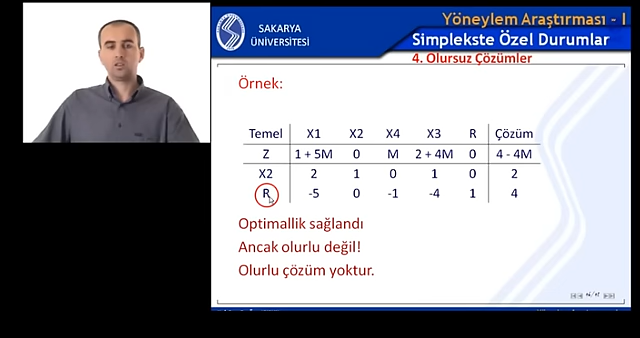 SAKARYA
ÜNİVERSİTESİ
Yöneylem Araştırması - I
Simplekste Özel Durumlar
4. Olursuz Çözümler
Örnek:
Temel X1 X2 X4 X3 R Çözüm
Z 1 + 5M 0 M 2 + 4M 0 4 - 4M
X2 2 1 0 1 0 2
R -5 0 -1 -4 1 4
Optimallik sağlandı
Ancak olurlu değil!
Olurlu çözüm yoktur.